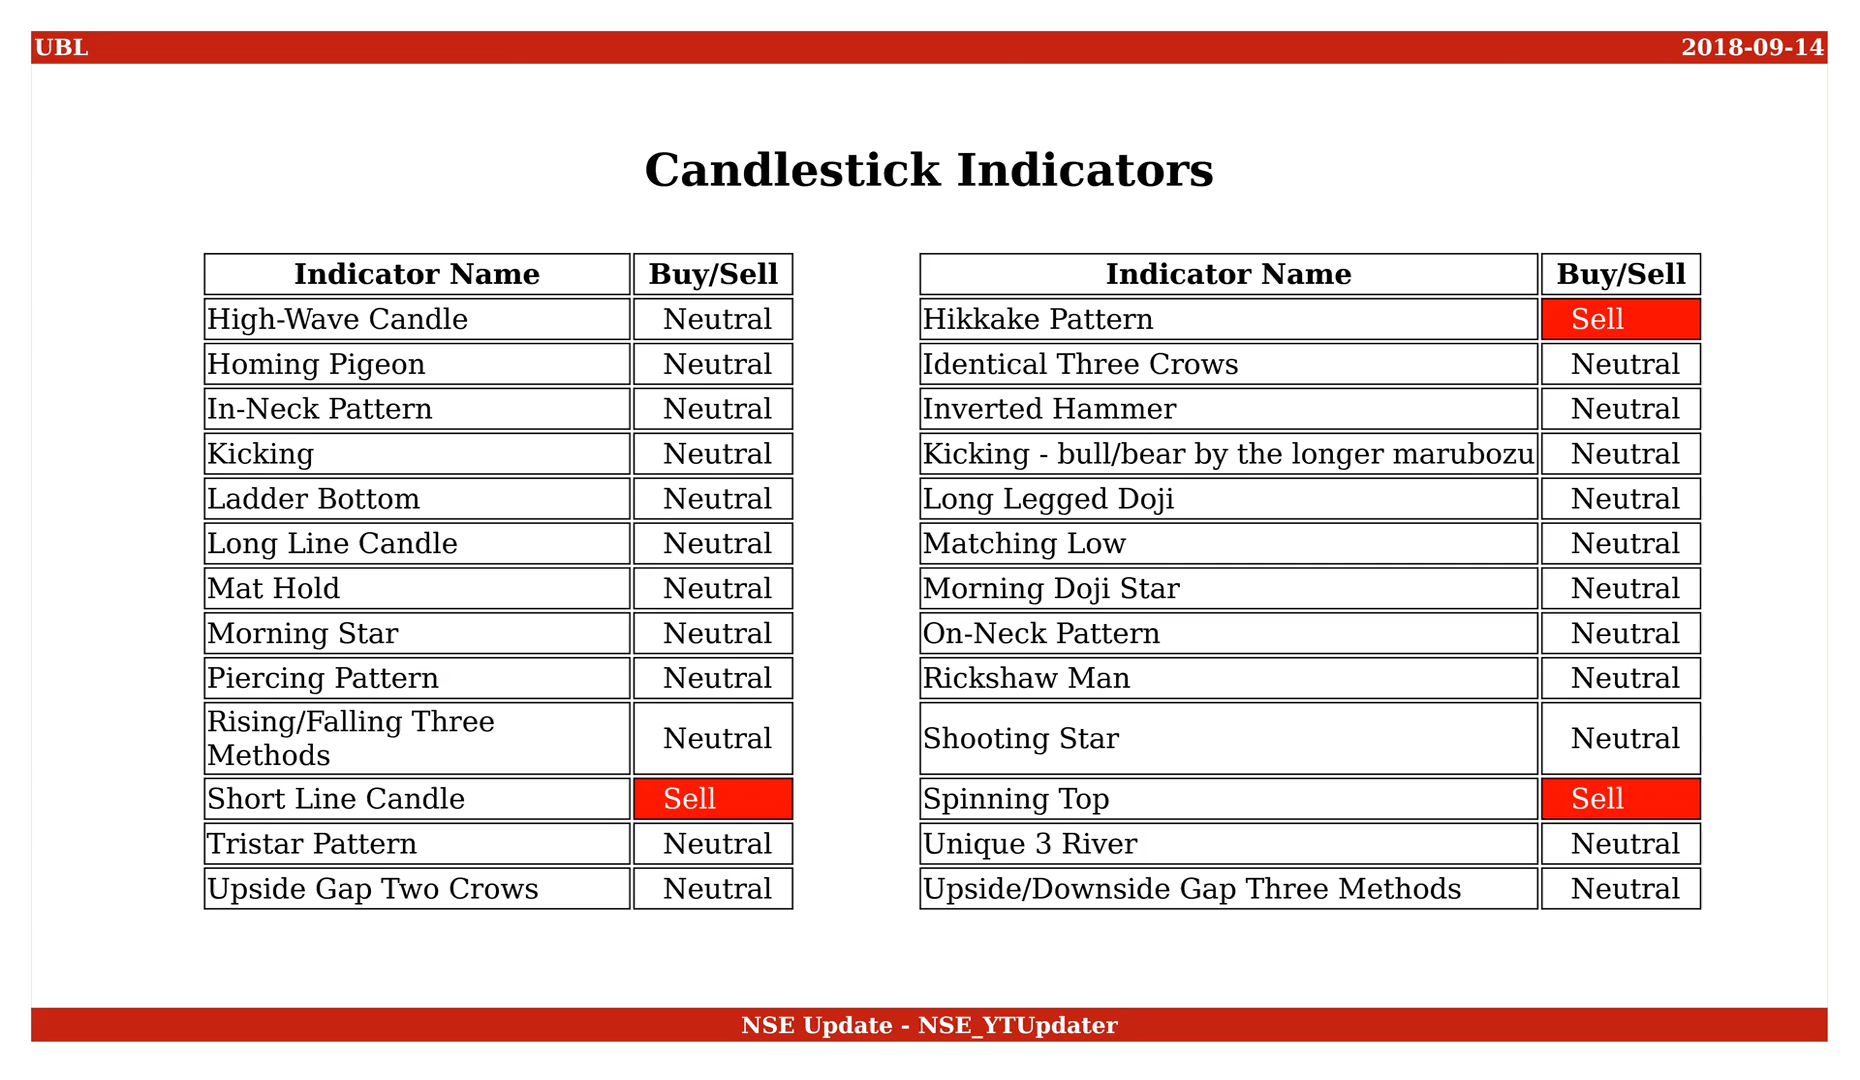 UBL 2018-09-14
Candlestick Indicators
Indicator Name Buy/Sell Indicator Name Buy/Sell
High-Wave Candle Neutral Hikkake Pattern Sell
Homing Pigeon Neutral Identical Three Crows Neutral
In-Neck Pattern Neutral Inverted Hammer Neutral
Kicking Neutral Kicking - bull/bear by the longer marubozu Neutral
Ladder Bottom Neutral Long Legged Doji Neutral
Long Line Candle Neutral Matching Low Neutral
Mat Hold Neutral Morning Doji Star Neutral
Morning Star Neutral On-Neck Pattern Neutral
Piercing Pattern Neutral Rickshaw Man Neutral
Rising/Falling Three
Methods Neutral Shooting Star Neutral
Short Line Candle Sell Spinning Top Sell
Tristar Pattern Neutral Unique 3 River Neutral
Upside Gap Two Crows Neutral Upside/Downside Gap Three Methods Neutral
NSE Update - NSE_YTUpdater